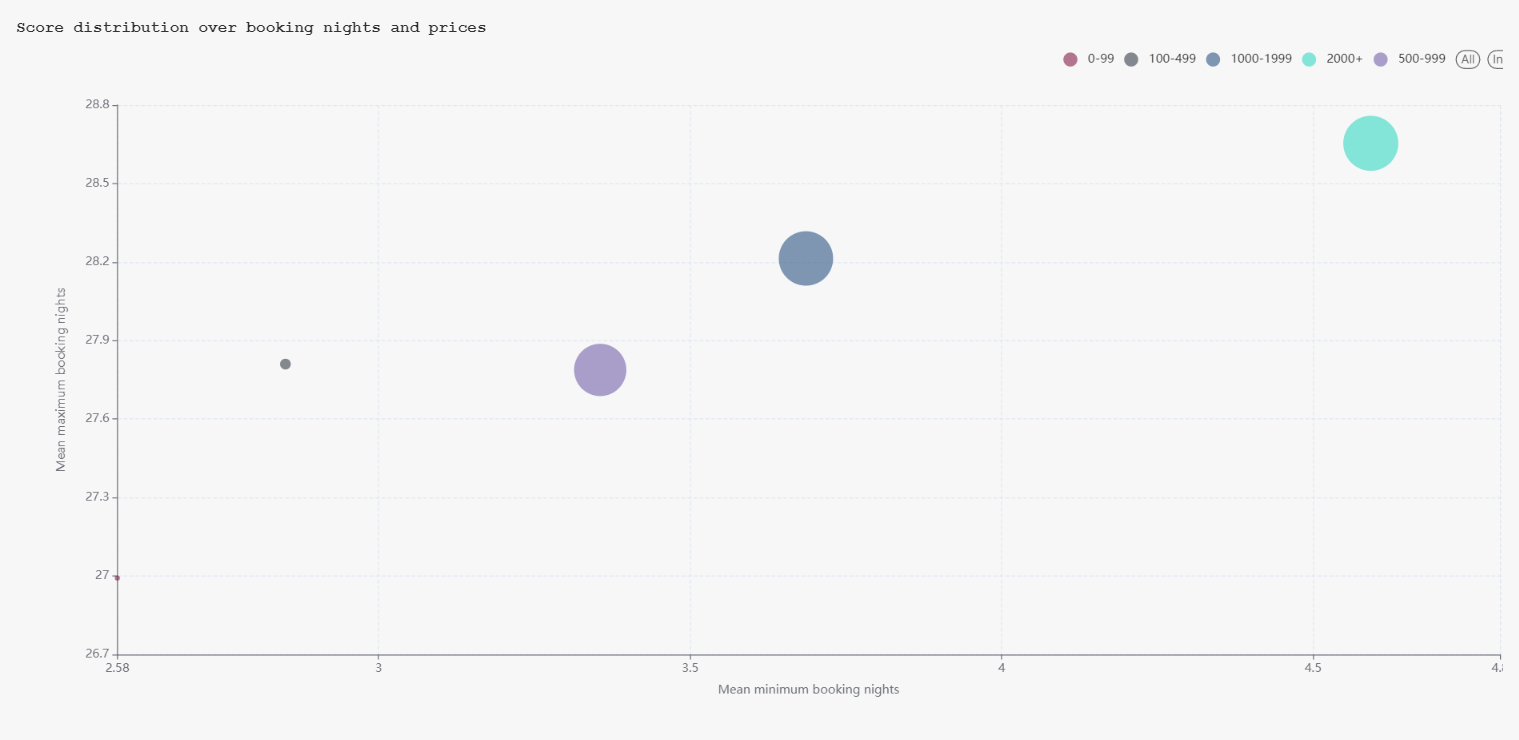 Score distribution over booking nights and prices
0-99 100-499 1000-1999 2000+ 500-999 All In
28.8
28.5
28.2
27.9
27.6
27.3
27
26.7
Mean maximum booking nights
2.58 3 3.5 4 4.5
Mean minimum booking nights